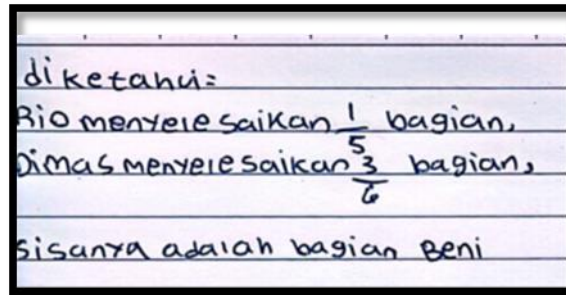 diketahui:
Rio menyelesaikan 1/5 bagian,
Dimas menyelesaikan 3/6 bagian,
sisanya adalah bagian Beni